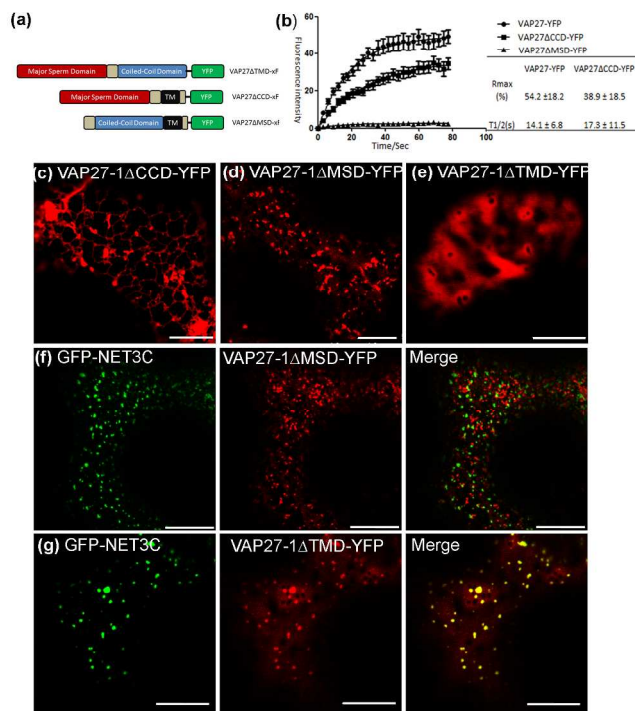 (a)
Major Sperm Domain
Coiled-Coil Domain
YFP
VAP27ΔTMD-xF
Major Sperm Domain
TM
YFP
VAP27ΔCCD-xF
Coiled-Coil Domain
TM
YFP
VAP27ΔMSD-xF
(b)
VAP27-YFP
VAP27ΔCCD-YFP
VAP27ΔMSD-YFP
Fluorescence intensity
60
40
20
0
0 20 40 60 80 100
Time/Sec
VAP27-YFP VAP27ΔCCD-YFP
Rmax (%) 54.2 ±18.2 38.9 ± 18.5
T1/2(s) 14.1 ± 6.8 17.3 ± 11.5
(c) VAP27-1ΔCCD-YFP
(d) VAP27-1ΔMSD-YFP
(e) VAP27-1ΔTMD-YFP
(f) GFP-NET3C
VAP27-1ΔMSD-YFP
Merge
(g) GFP-NET3C
VAP27-1ΔTMD-YFP
Merge